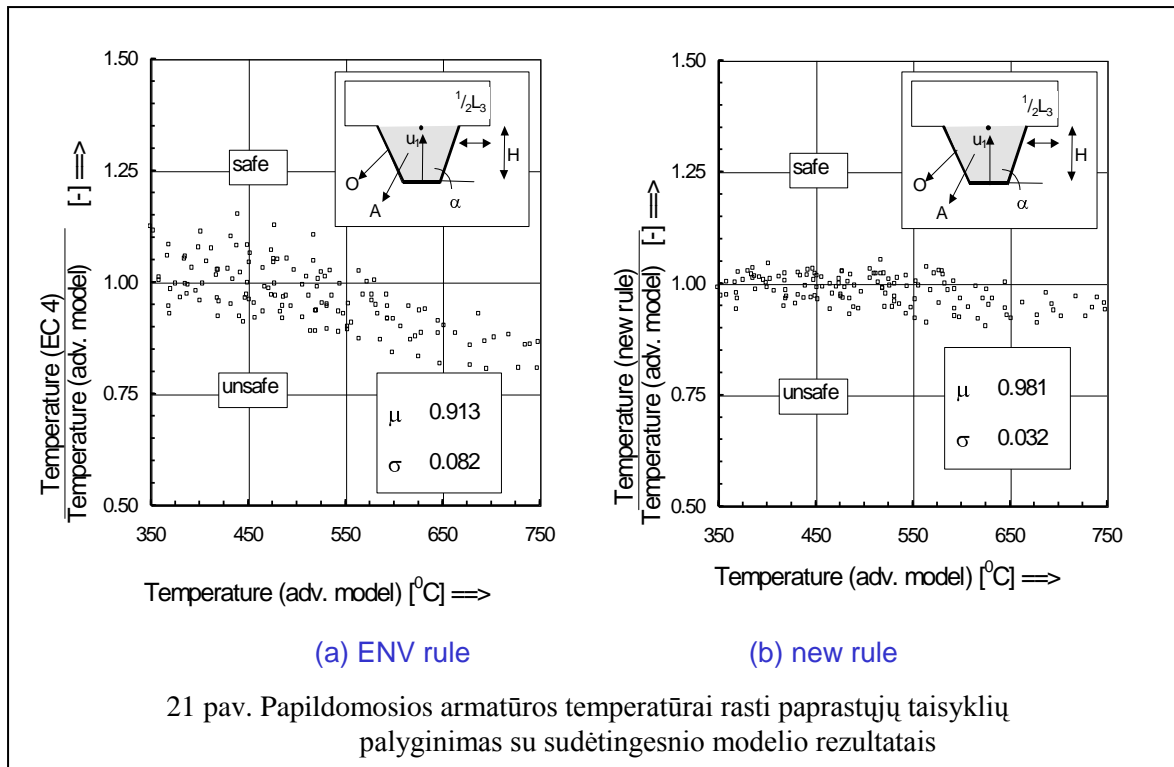 1.50
1.25
1.00
0.75
0.50
350
450
550
650
750
Temperature (EC 4)
Temperature (adv. model)
[-] ==>
safe
unsafe
1/2L3
u1
H
O
A
α
μ 0.913
σ 0.082
Temperature (adv. model) [0C] ==>
(a) ENV rule
1.50
1.25
1.00
0.75
0.50
350
450
550
650
750
Temperature (new rule)
Temperature (adv. model)
[-] ==>
safe
unsafe
1/2L3
u1
H
O
A
α
μ 0.981
σ 0.032
Temperature (adv. model) [0C] ==>
(b) new rule
21 pav. Papildomosios armatūros temperatūrai rasti paprastųjų taisyklių
palyginimas su sudėtingesnio modelio rezultatais